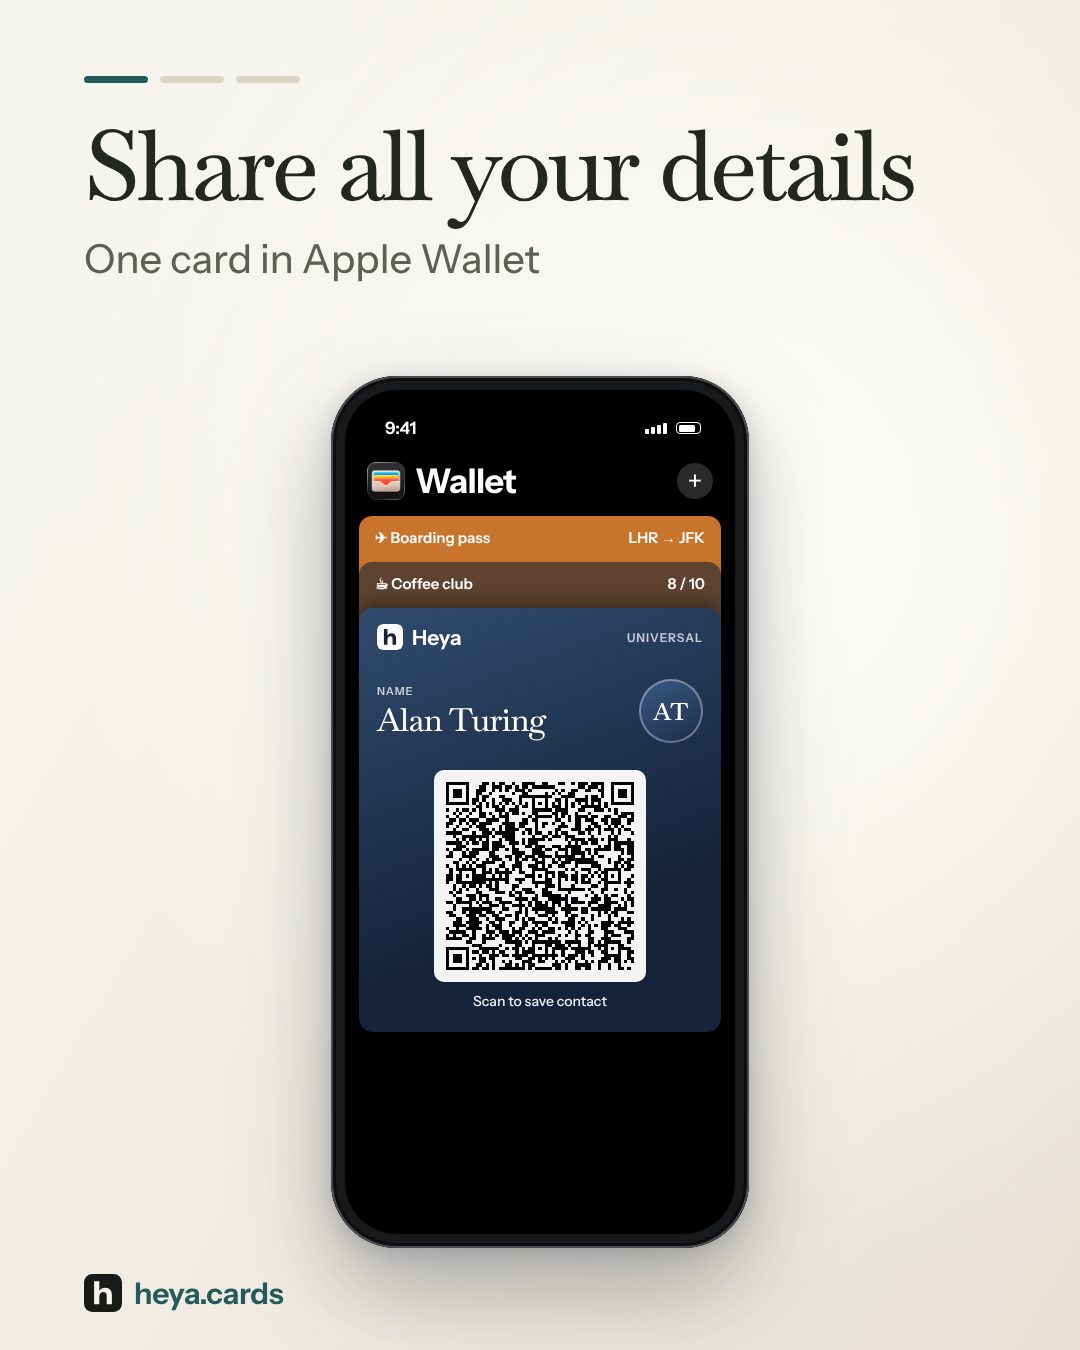 Share all your details
One card in Apple Wallet
9:41
Wallet
+
✈ Boarding pass LHR → JFK
☕ Coffee club 8 / 10
h Heya UNIVERSAL
NAME
Alan Turing AT
Scan to save contact
h heya.cards